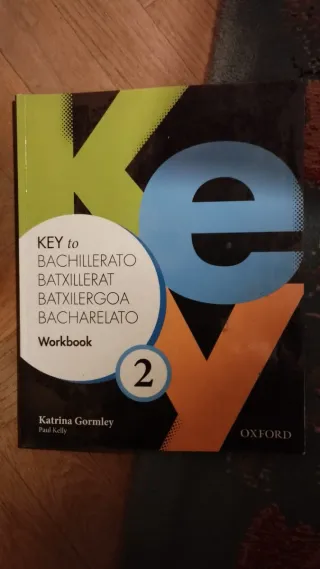 Key
KEY to
BACHILLERATO
BATXILLERAT
BATXILERGOA
BACHARELATO
Workbook
2
Katrina Gormley
Paul Kelly
OXFORD